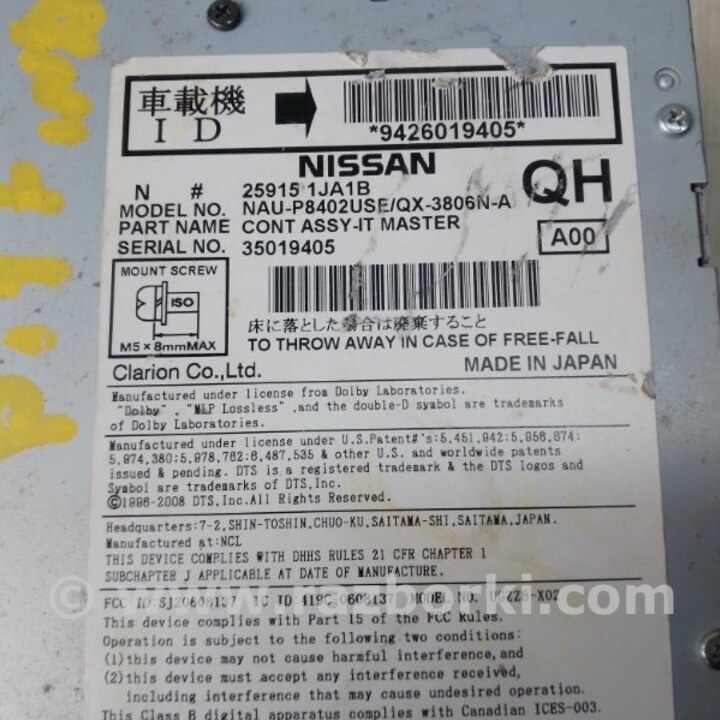 車載機
ID
*9426019405*
NISSAN
QH
N # 25915 1JA1B
MODEL NO. NAU-P8402USE/QX-3806N-A
PART NAME CONT ASSY-IT MASTER
SERIAL NO. 35019405
A00
MOUNT SCREW
ISO
M5×8mmMAX
床に落とした場合は廃棄すること
TO THROW AWAY IN CASE OF FREE-FALL
Clarion Co.,Ltd.
MADE IN JAPAN
Manufactured under license from Dolby Laboratories.
"Dolby", "MLP Lossless",and the double-D symbol are trademarks
of Dolby Laboratories.
Manufactured under license under U.S.Patent#'s:5,451,942;5,956,674;
5,974,380;5,978,762;6,487,535 & other U.S. and worldwide patents
issued & pending. DTS is a registered trademark & the DTS logos and
Symbol are trademarks of DTS,Inc.
©1996-2008 DTS,Inc.All Rights Reserved.
Headquarters:7-2,SHIN-TOSHIN,CHUO-KU,SAITAMA-SHI,SAITAMA,JAPAN.
Manufactured at:NCL
THIS DEVICE COMPLIES WITH DHHS RULES 21 CFR CHAPTER 1
SUBCHAPTER J APPLICABLE AT DATE OF MANUFACTURE.
FCC ID:SJ20608137 IC ID:419C-0608137 MODEL NO.
This device complies with Part 15 of the FCC Rules.
Operation is subject to the following two conditions:
(1)this device may not cause harmful interference,and
(2)this device must accept any interference received,
including interference that may cause undesired operation.
This Class B digital apparatus complies with Canadian ICES-003.